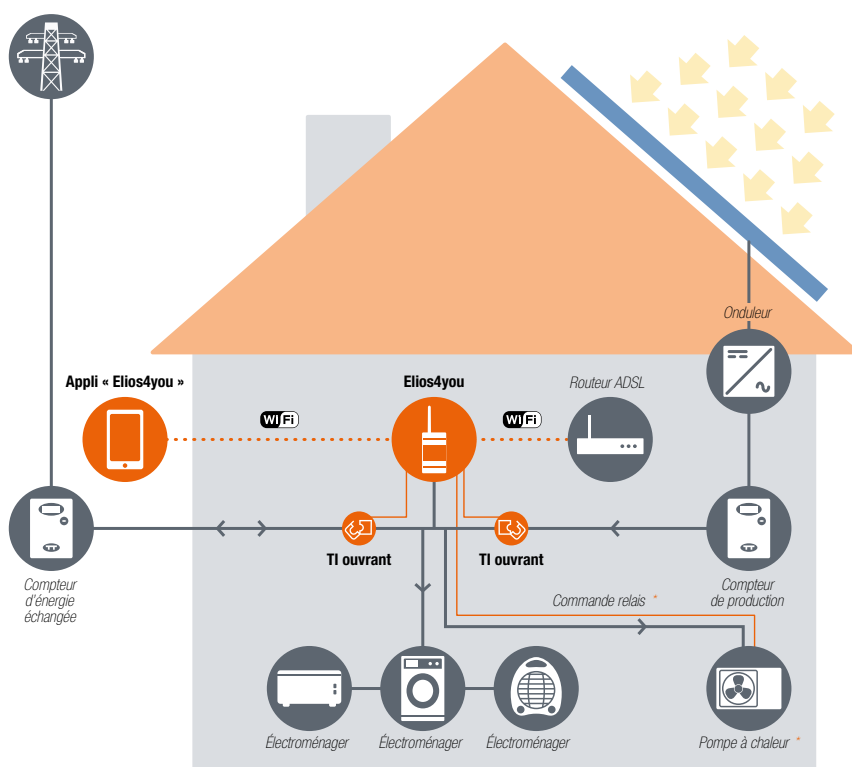 Onduleur
Appli « Elios4you »
Elios4you
Routeur ADSL
WiFi
WiFi
TI ouvrant
TI ouvrant
Compteur
d'énergie
échangée
Compteur
de production
Commande relais *
Électroménager
Électroménager
Électroménager
Pompe à chaleur *